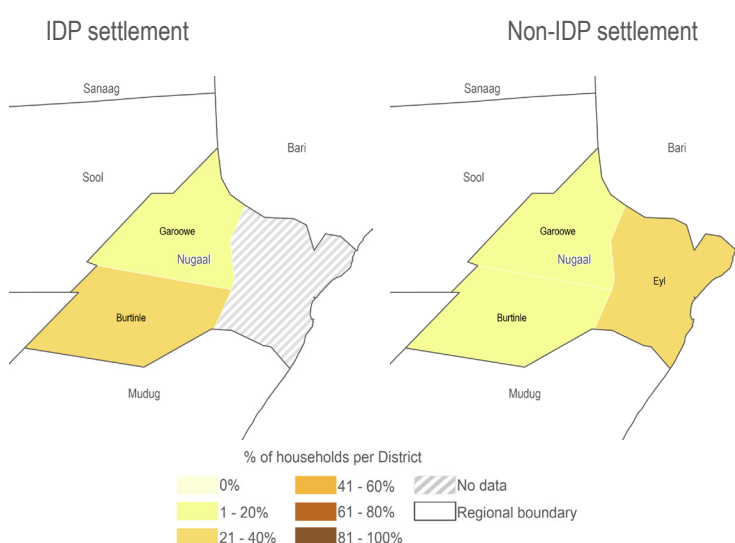 IDP settlement
Non-IDP settlement
Sanaag
Bari
Sool
Garoowe
Nugaal
Burtinle
Mudug
Sanaag
Bari
Sool
Garoowe
Nugaal
Eyl
Burtinle
Mudug
% of households per District
0%
41 - 60%
No data
1 - 20%
61 - 80%
Regional boundary
21 - 40%
81 - 100%